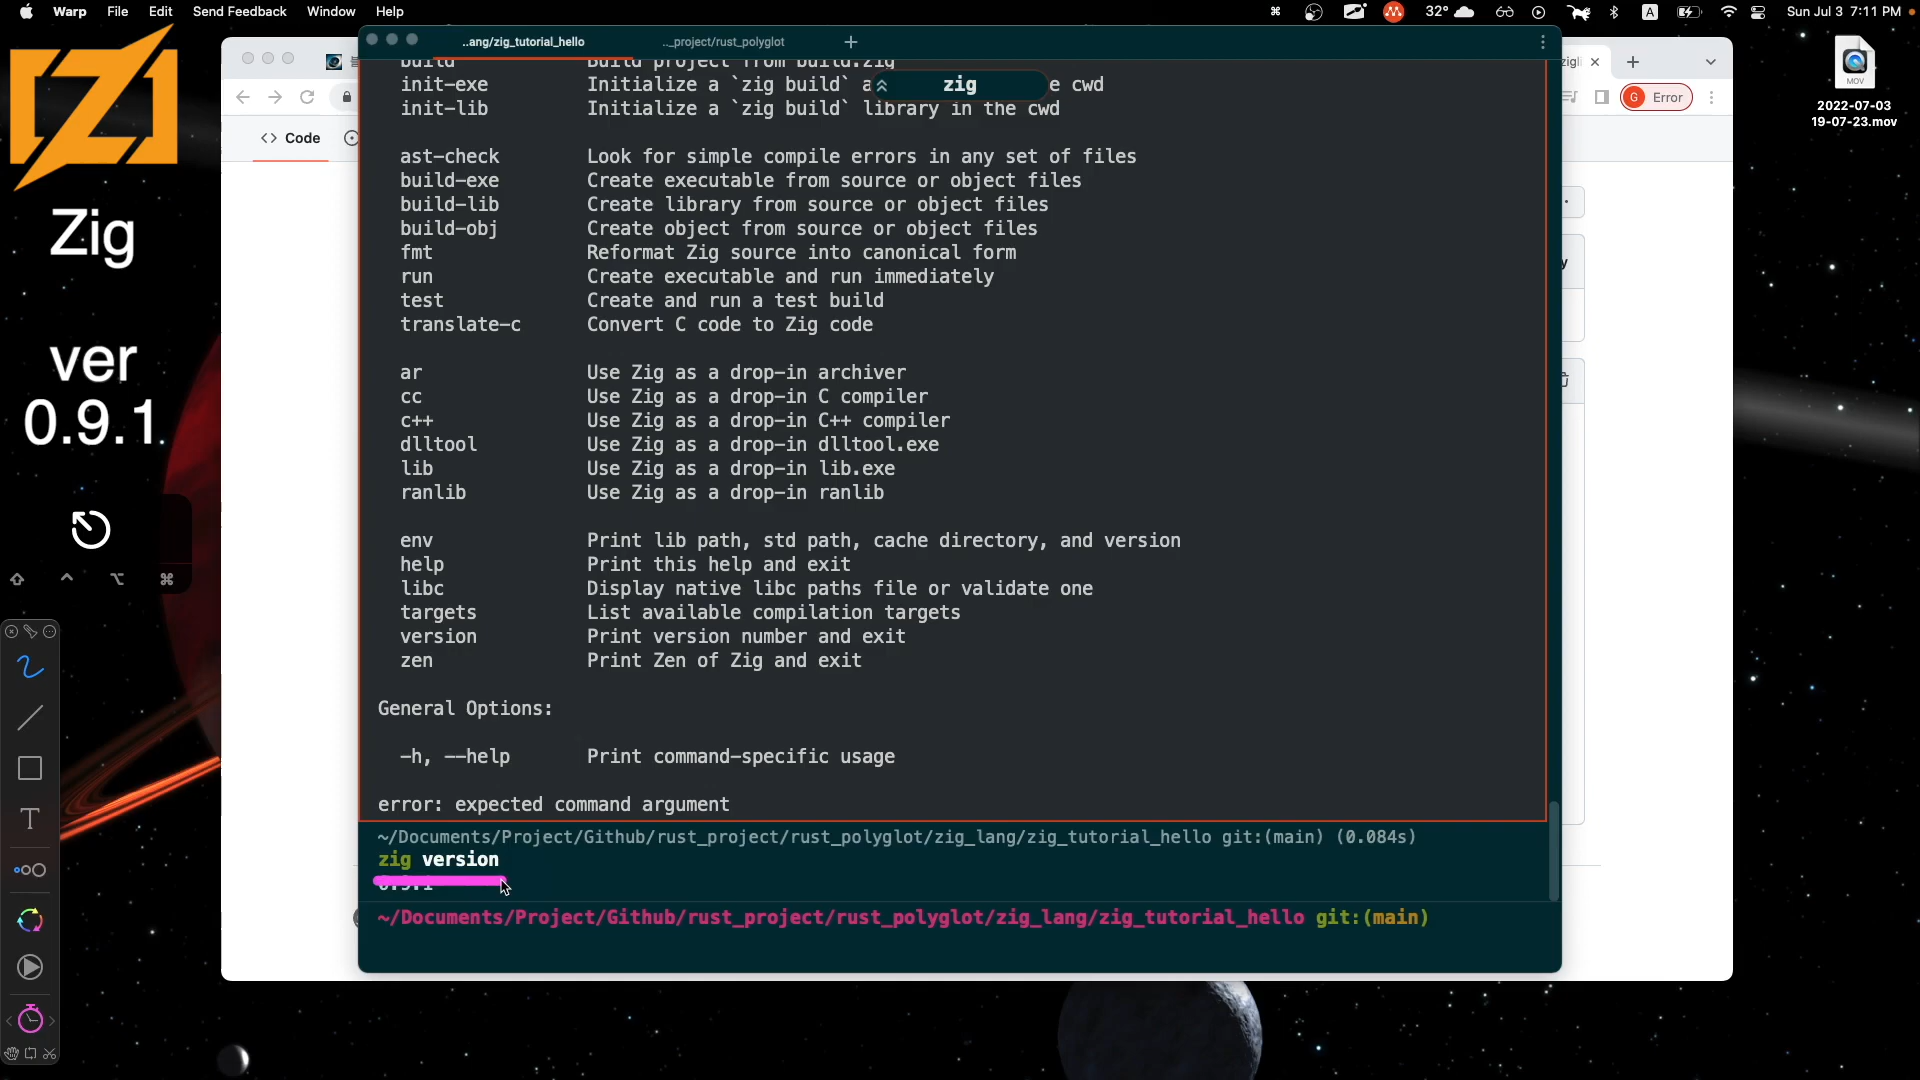 Warp File Edit Send Feedback Window Help
32° A Sun Jul 3 7:11 PM
..ang/zig_tutorial_hello .._project/rust_polyglot +
zig
G Error
<> Code
MOV
2022-07-03
19-07-23.mov
Zig
ver
0.9.1
build Build project from build.zig
init-exe Initialize a `zig build` a zig e cwd
init-lib Initialize a `zig build` library in the cwd
ast-check Look for simple compile errors in any set of files
build-exe Create executable from source or object files
build-lib Create library from source or object files
build-obj Create object from source or object files
fmt Reformat Zig source into canonical form
run Create executable and run immediately
test Create and run a test build
translate-c Convert C code to Zig code
ar Use Zig as a drop-in archiver
cc Use Zig as a drop-in C compiler
c++ Use Zig as a drop-in C++ compiler
dlltool Use Zig as a drop-in dlltool.exe
lib Use Zig as a drop-in lib.exe
ranlib Use Zig as a drop-in ranlib
env Print lib path, std path, cache directory, and version
help Print this help and exit
libc Display native libc paths file or validate one
targets List available compilation targets
version Print version number and exit
zen Print Zen of Zig and exit
General Options:
-h, --help Print command-specific usage
error: expected command argument
~/Documents/Project/Github/rust_project/rust_polyglot/zig_lang/zig_tutorial_hello git:(main) (0.084s)
zig version
0.9.1
~/Documents/Project/Github/rust_project/rust_polyglot/zig_lang/zig_tutorial_hello git:(main)
T